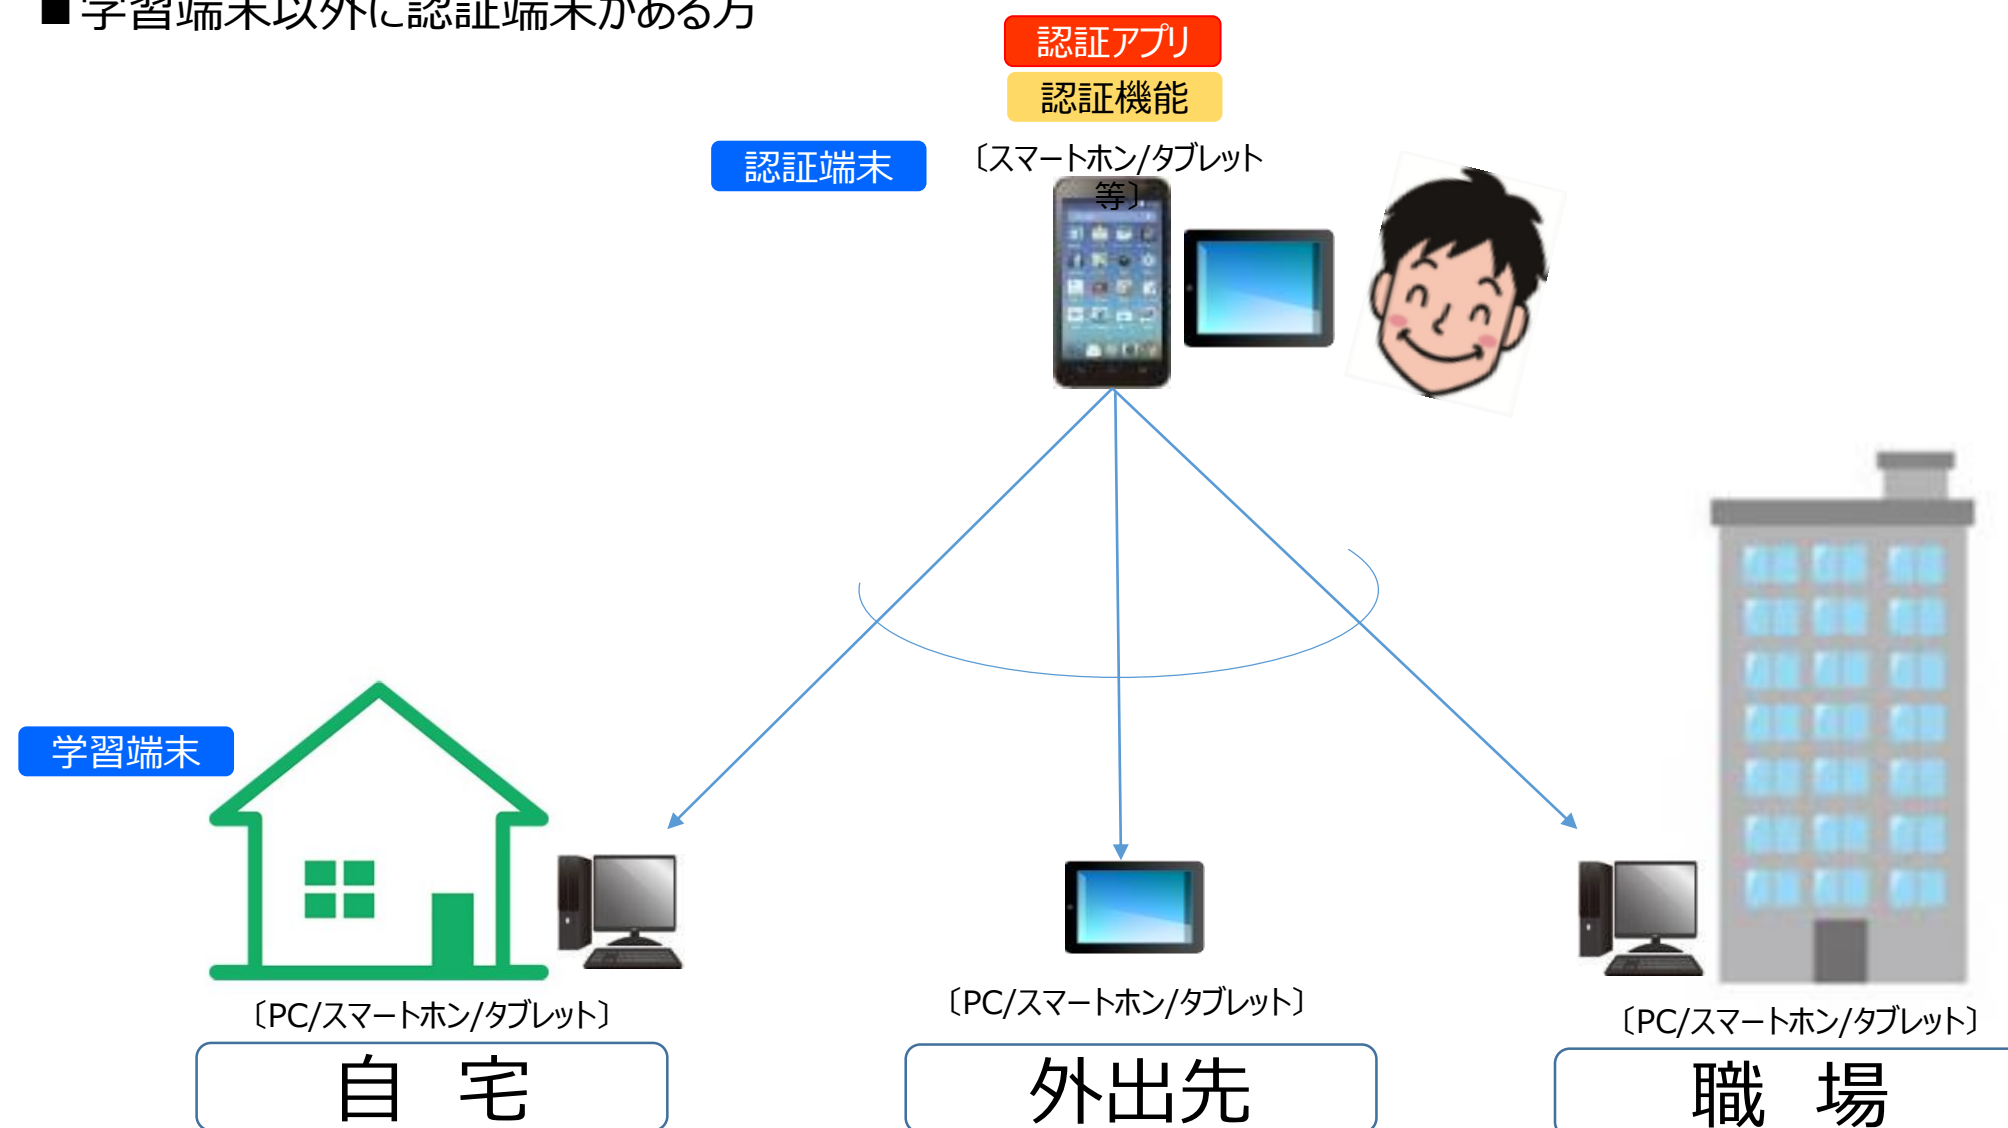 ■学習端末以外に認証端末がある方
認証アプリ
認証機能
認証端末
〔スマートホン/タブレット
等〕
学習端末
〔PC/スマートホン/タブレット〕
〔PC/スマートホン/タブレット〕
〔PC/スマートホン/タブレット〕
自 宅
外出先
職 場